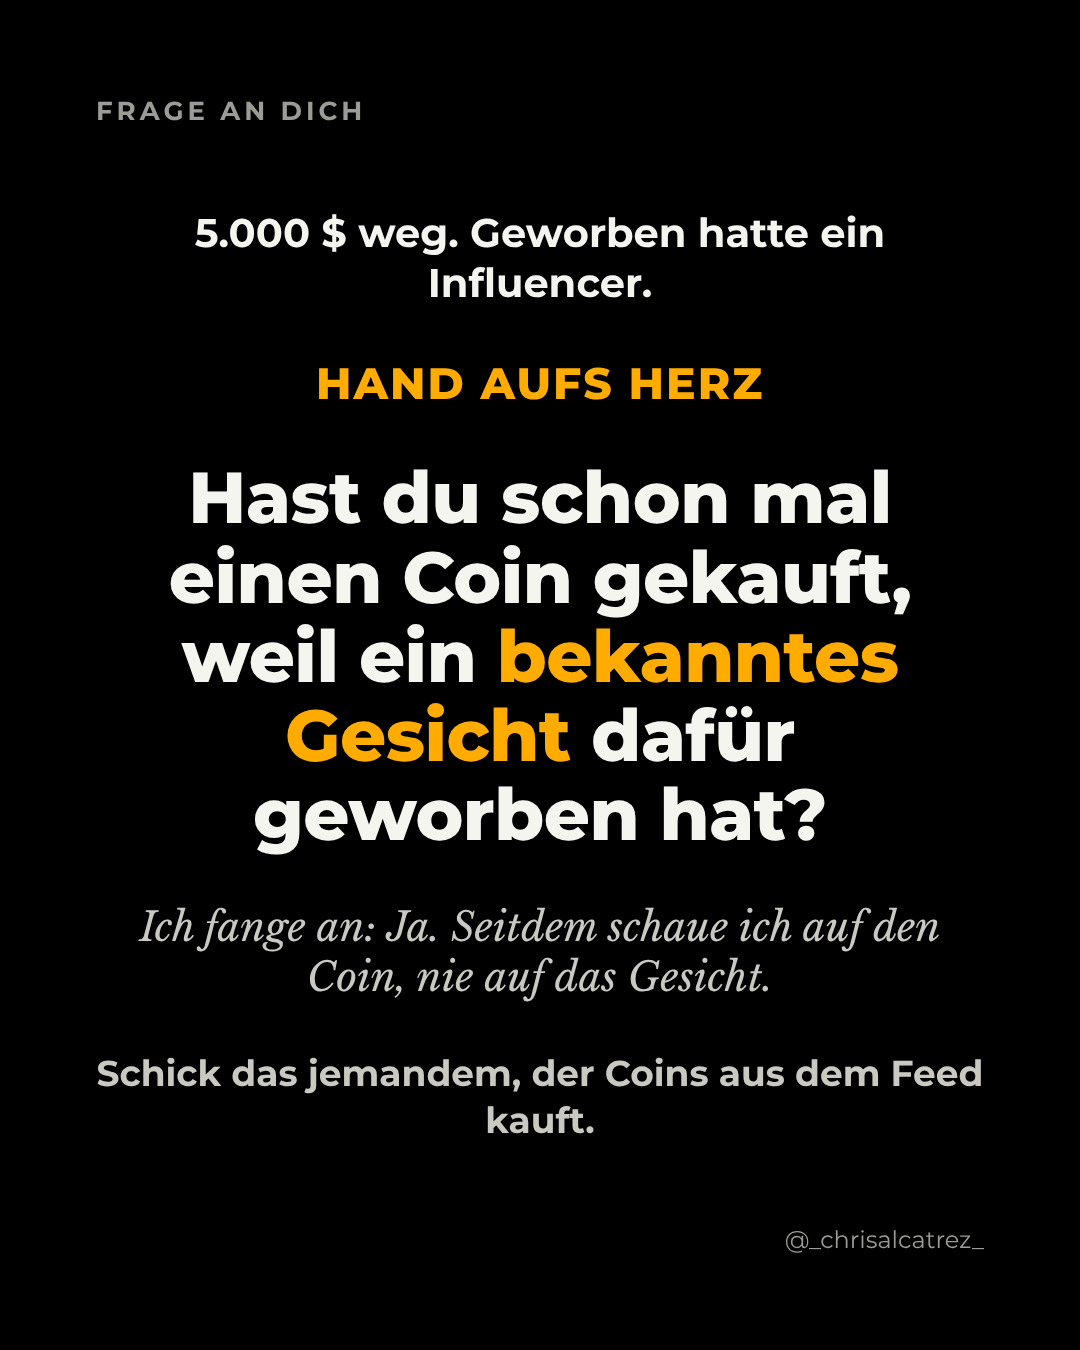 FRAGE AN DICH
5.000 $ weg. Geworben hatte ein
Influencer.
HAND AUFS HERZ
Hast du schon mal
einen Coin gekauft,
weil ein bekanntes
Gesicht dafür
geworben hat?
Ich fange an: Ja. Seitdem schaue ich auf den
Coin, nie auf das Gesicht.
Schick das jemandem, der Coins aus dem Feed
kauft.
@_chrisalcatrez_